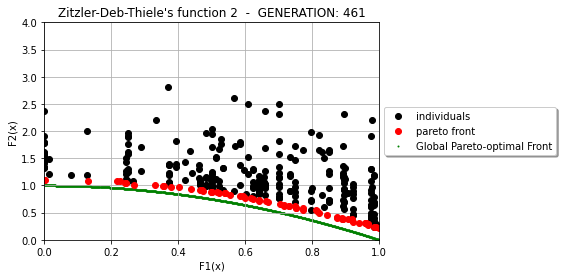 Zitzler-Deb-Thiele's function 2 - GENERATION: 461
4.0
3.5
3.0
2.5
2.0
1.5
1.0
0.5
0.0
F2(x)
0.0 0.2 0.4 0.6 0.8 1.0
F1(x)
individuals
pareto front
Global Pareto-optimal Front